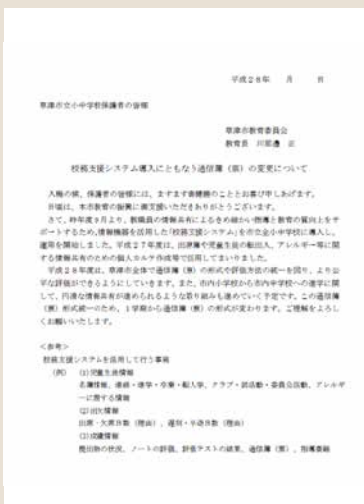 平成28年　月　日
草津市立小中学校保護者の皆様
草津市教育委員会
教育長　川那邊　正
校務支援システム導入にともなう通信簿（票）の変更について
入梅の候、保護者の皆様には、ますます御健勝のこととお喜び申しあげます。
日頃は、本市教育の振興に御支援いただきありがとうございます。
さて、昨年度9月より、教職員の情報共有によるきめ細かい指導と教育の質向上をサ
ポートするため、情報機器を活用した「校務支援システム」を市立全小中学校に導入し、
運用を開始しました。平成27年度は、出席簿や児童生徒の転出入、アレルギー等に関
する情報共有のための個人カルテ作成等で活用してまいりました。
平成28年度は、草津市全体で通信簿（票）の形式や評価方法の統一を図り、より公
平な評価ができるようにしていきます。また、市内小学校から市内中学校への進学に関
して、円滑な情報共有が進められるような取り組みも進めていく予定です。この通信簿
（票）形式統一のため、1学期から通信簿（票）の形式が変わります。ご理解をよろし
くお願いいたします。
＜参考＞
校務支援システムを活用して行う事務
（例）　(1)児童生徒情報
名簿情報、進級・進学・卒業・転入学、クラブ・部活動・委員会活動、アレルギ
ーに関する情報
(2)出欠情報
出席・欠席日数（理由）、遅刻・早退日数（理由）
(3)成績情報
提出物の状況、ノートの評価、評価テストの結果、通信簿（票）、指導要録